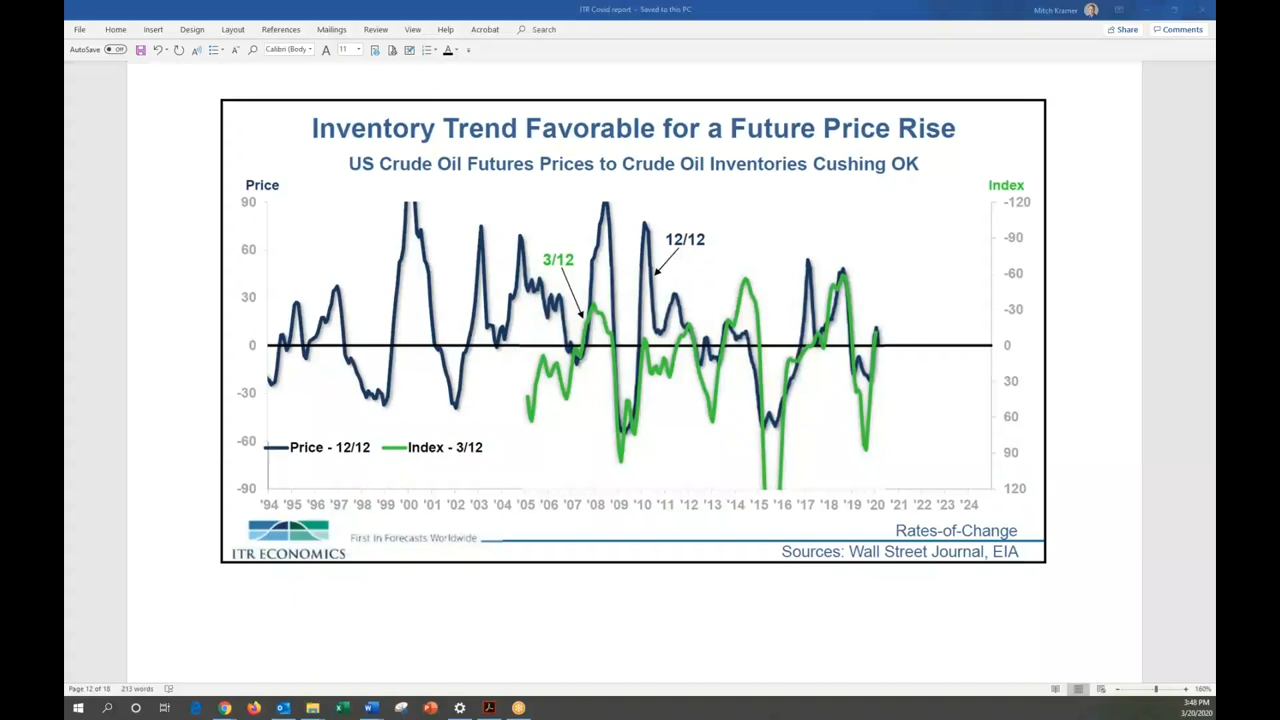 ITR Covid report - Saved to this PC
Mitch Kramer
File Home Insert Design Layout References Mailings Review View Help Acrobat Search Share Comments
AutoSave Off Calibri (Body 11
Inventory Trend Favorable for a Future Price Rise
US Crude Oil Futures Prices to Crude Oil Inventories Cushing OK
Price Index
90 -120
60 -90
30 -60
0 -30
-30 0
-60 30
-90 60
90
120
12/12
3/12
Price - 12/12 Index - 3/12
'94 '95 '96 '97 '98 '99 '00 '01 '02 '03 '04 '05 '06 '07 '08 '09 '10 '11 '12 '13 '14 '15 '16 '17 '18 '19 '20 '21 '22 '23 '24
ITR ECONOMICS
First in Forecasts Worldwide
Rates-of-Change
Sources: Wall Street Journal, EIA
Page 12 of 18 213 words 160%
3:48 PM
3/20/2020